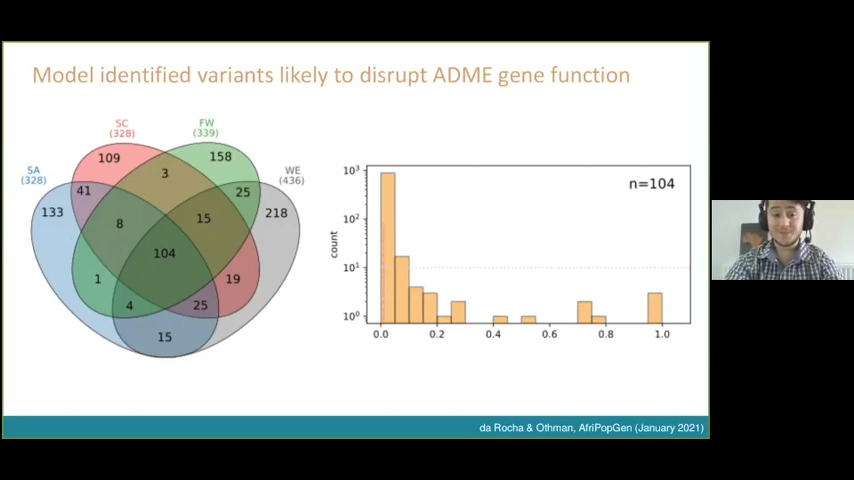 Model identified variants likely to disrupt ADME gene function
SC
(328)
FW
(339)
SA
(328)
WE
(436)
109
3
158
41
25
133
8
15
218
104
1
19
4
25
15
n=104
count
10³
10²
10¹
10⁰
0.0 0.2 0.4 0.6 0.8 1.0
da Rocha & Othman, AfriPopGen (January 2021)